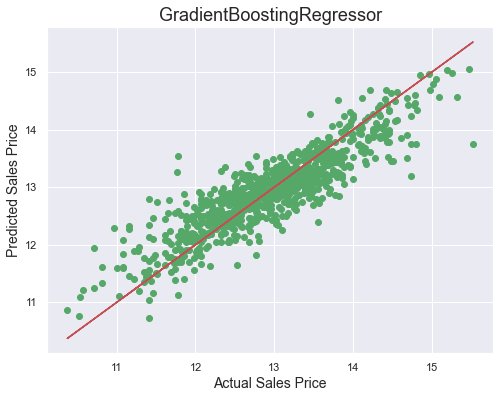 GradientBoostingRegressor
Predicted Sales Price
15
14
13
12
11
11 12 13 14 15
Actual Sales Price